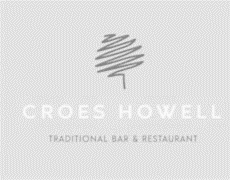 CROES HOWELL
TRADITIONAL BAR & RESTAURANT